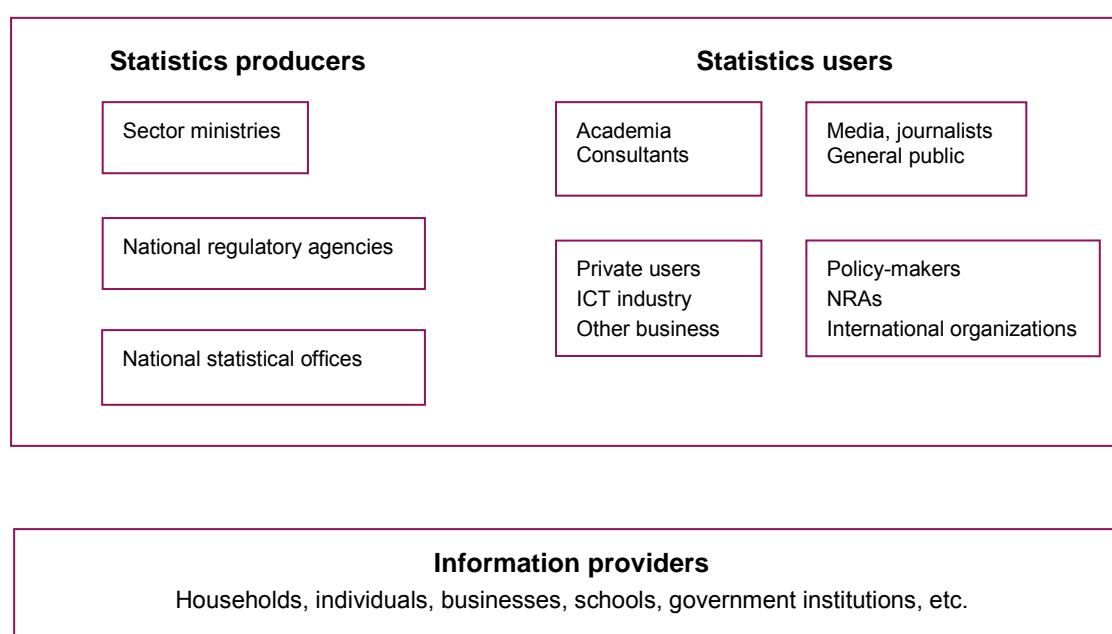 Statistics producers
Statistics users
Sector ministries
National regulatory agencies
National statistical offices
Academia
Consultants
Media, journalists
General public
Private users
ICT industry
Other business
Policy-makers
NRAs
International organizations
Information providers
Households, individuals, businesses, schools, government institutions, etc.